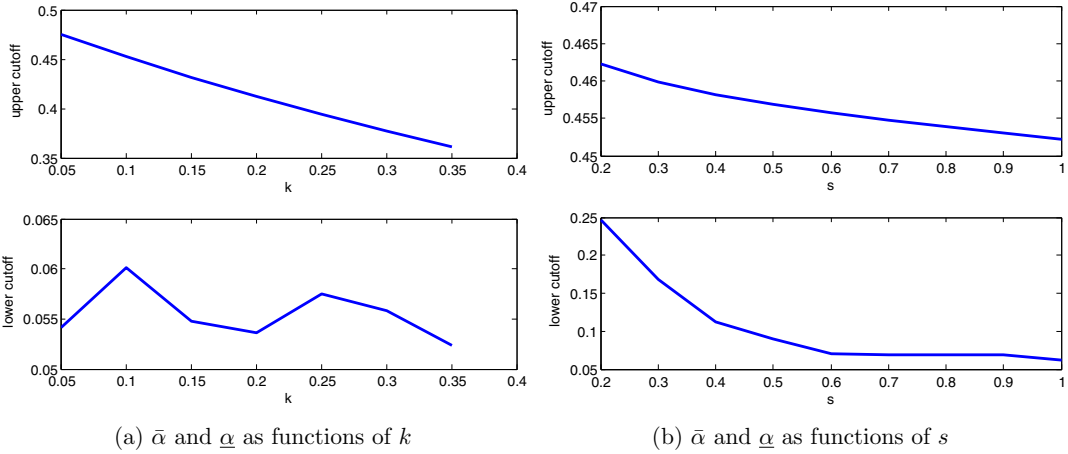 0.5
0.45
0.4
0.35
upper cutoff
0.05 0.1 0.15 0.2 0.25 0.3 0.35 0.4
k
0.065
0.06
0.055
0.05
lower cutoff
0.05 0.1 0.15 0.2 0.25 0.3 0.35 0.4
k
(a) ᾱ and α̲ as functions of k
0.47
0.465
0.46
0.455
0.45
upper cutoff
0.2 0.3 0.4 0.5 0.6 0.7 0.8 0.9 1
s
0.25
0.2
0.15
0.1
0.05
lower cutoff
0.2 0.3 0.4 0.5 0.6 0.7 0.8 0.9 1
s
(b) ᾱ and α̲ as functions of s